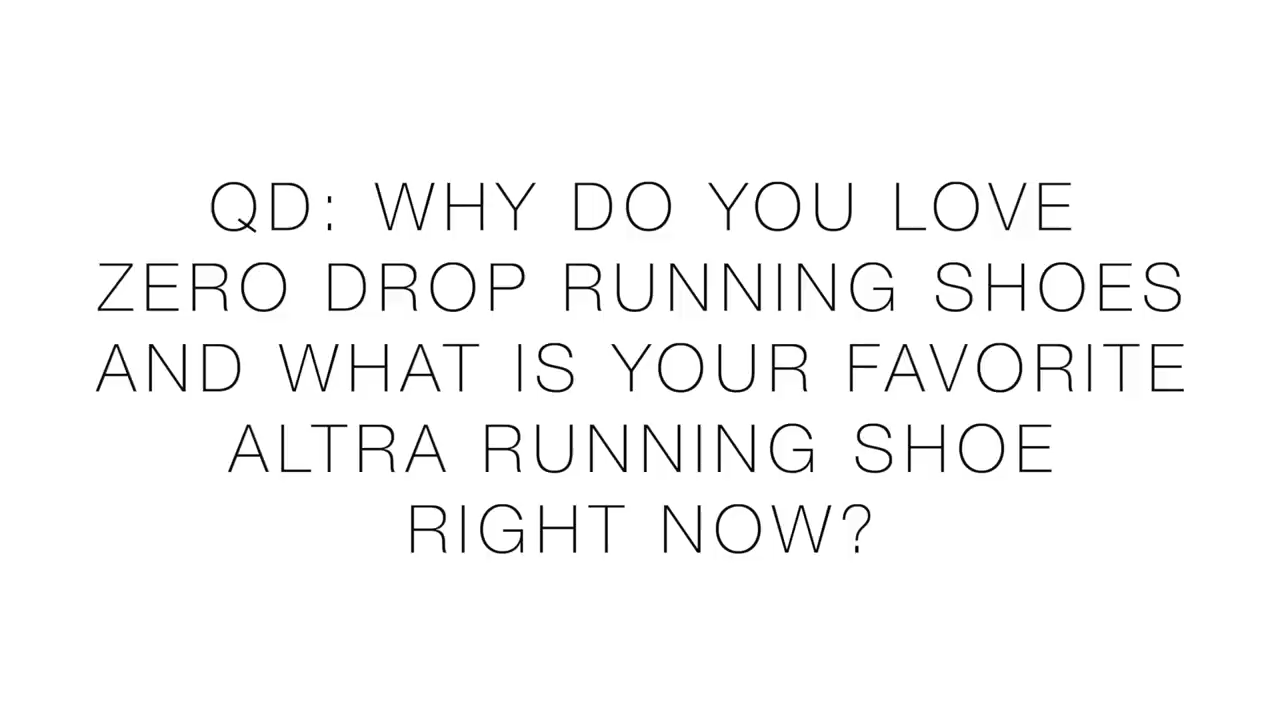 QD: WHY DO YOU LOVE
ZERO DROP RUNNING SHOES
AND WHAT IS YOUR FAVORITE
ALTRA RUNNING SHOE
RIGHT NOW?